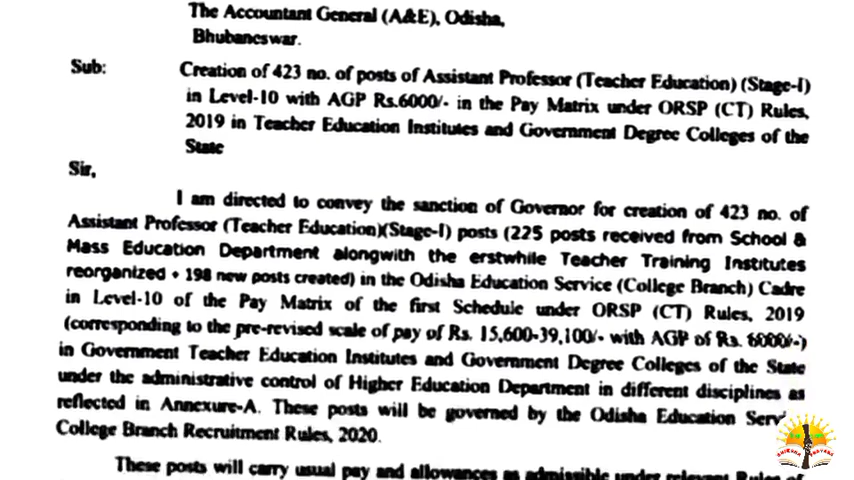 The Accountant General (A&E), Odisha,
Bhubaneswar.
Sub: Creation of 423 no. of posts of Assistant Professor (Teacher Education) (Stage-I)
in Level-10 with AGP Rs.6000/- in the Pay Matrix under ORSP (CT) Rules,
2019 in Teacher Education Institutes and Government Degree Colleges of the
State
Sir,
I am directed to convey the sanction of Governor for creation of 423 no. of
Assistant Professor (Teacher Education)(Stage-I) posts (225 posts received from School &
Mass Education Department alongwith the erstwhile Teacher Training Institutes
reorganized + 198 new posts created) in the Odisha Education Service (College Branch) Cadre
in Level-10 of the Pay Matrix of the first Schedule under ORSP (CT) Rules, 2019
(corresponding to the pre-revised scale of pay of Rs. 15,600-39,100/- with AGP of Rs. 6000/-)
in Government Teacher Education Institutes and Government Degree Colleges of the State
under the administrative control of Higher Education Department in different disciplines as
reflected in Annexure-A. These posts will be governed by the Odisha Education Serv
College Branch Recruitment Rules, 2020.
These posts will carry usual pay and allowances as admissible under relevant Rules of